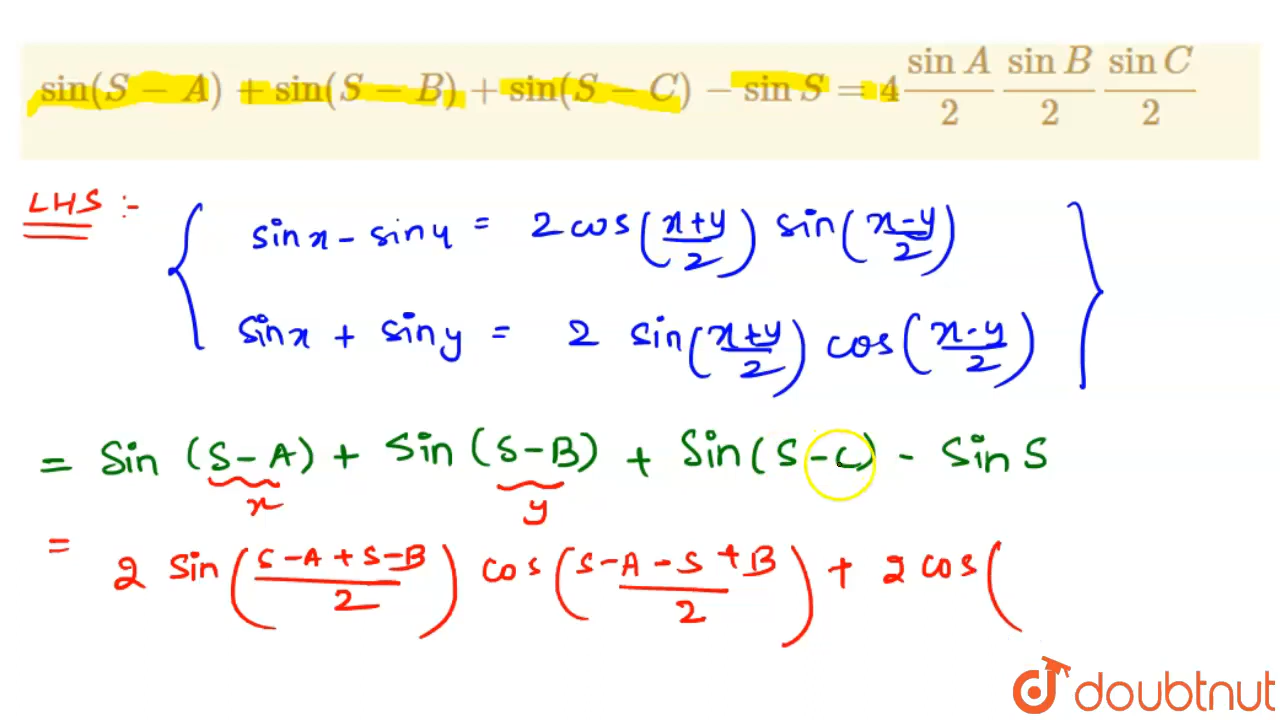 sin(S − A) + sin(S − B) + sin(S − C) − sin S = 4 (sin A)/2 (sin B)/2 (sin C)/2
LHS :-
sin x - sin y = 2 cos((x+y)/2) sin((x-y)/2)
sin x + sin y = 2 sin((x+y)/2) cos((x-y)/2)
= Sin (S-A) + Sin (S-B) + Sin (S-C) - Sin S
x y
= 2 Sin((S-A+S-B)/2) cos((S-A-S+B)/2) + 2 cos(
doubtnut